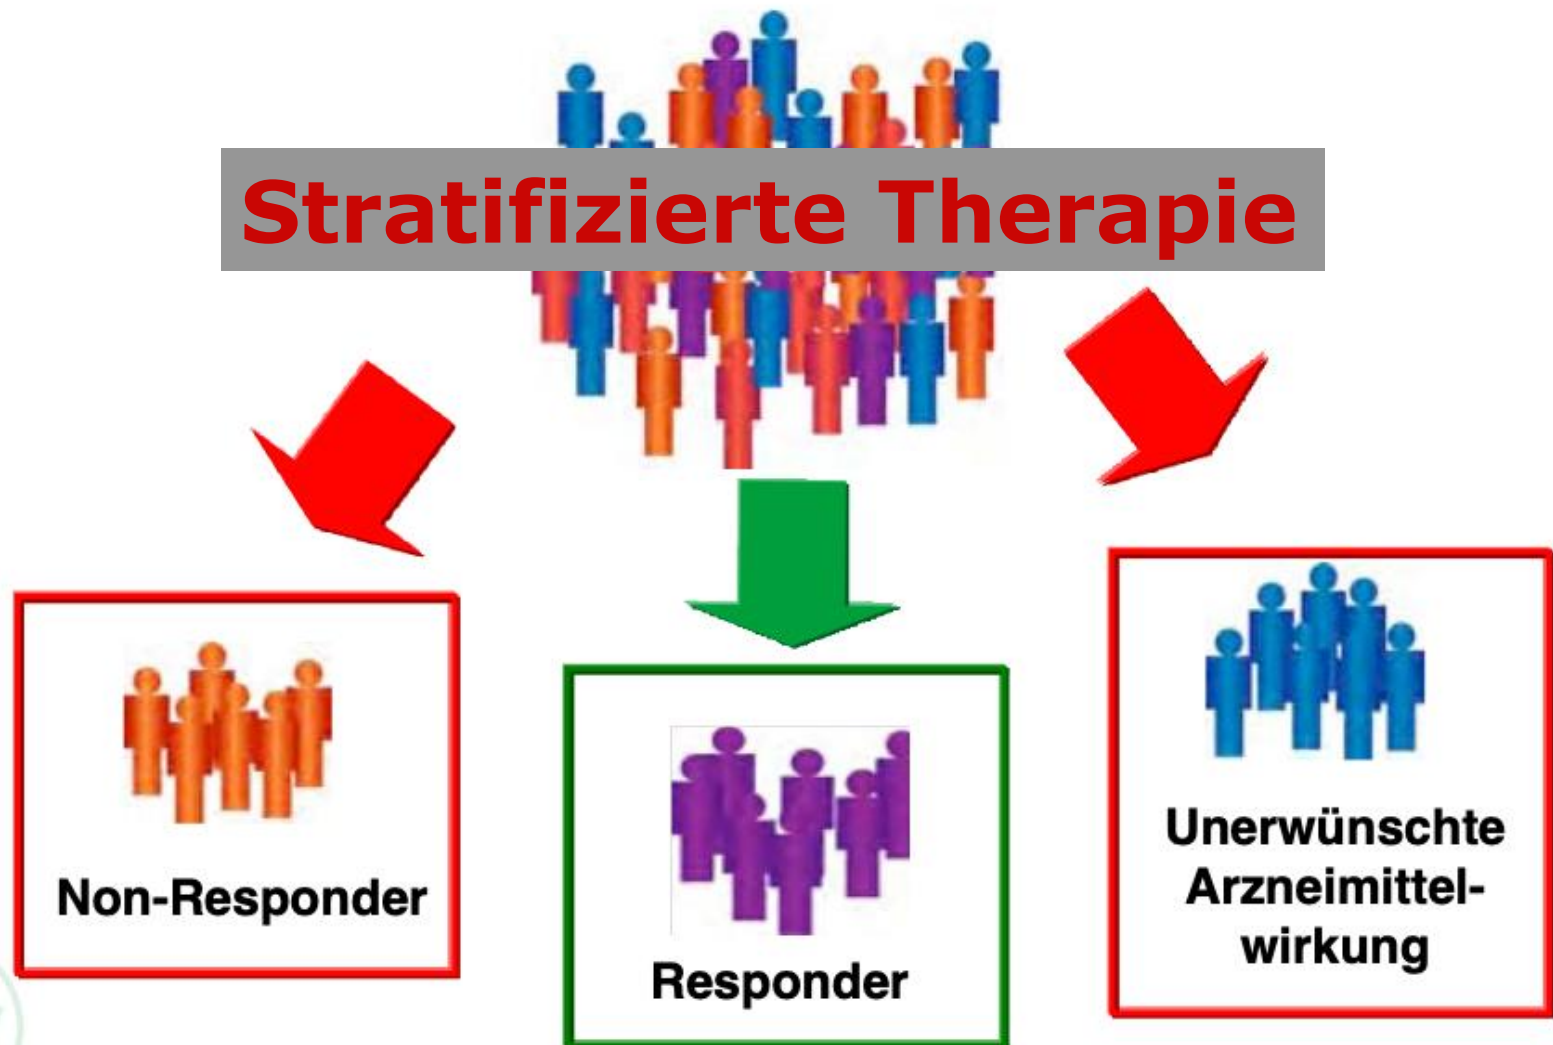 Stratifizierte Therapie
Non-Responder
Responder
Unerwünschte
Arzneimittel-
wirkung